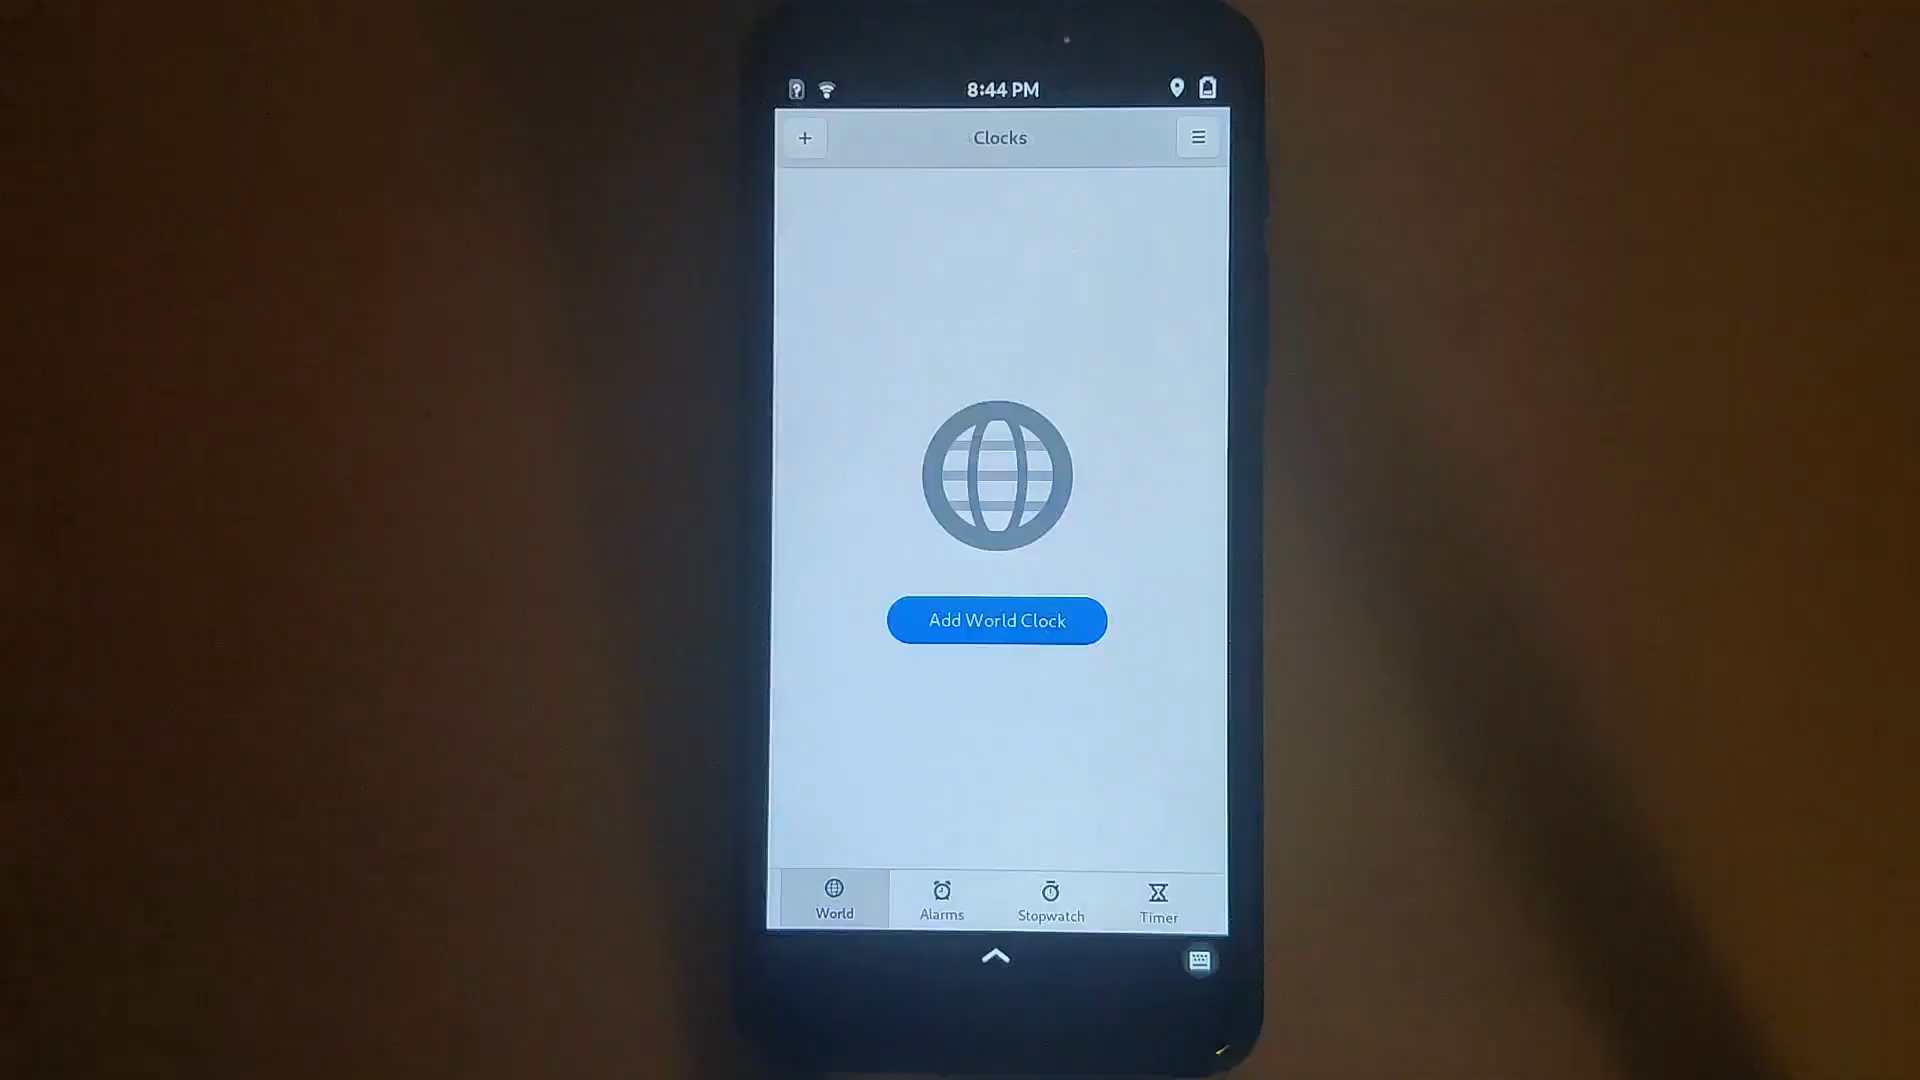 8:44 PM
Clocks
Add World Clock
World
Alarms
Stopwatch
Timer